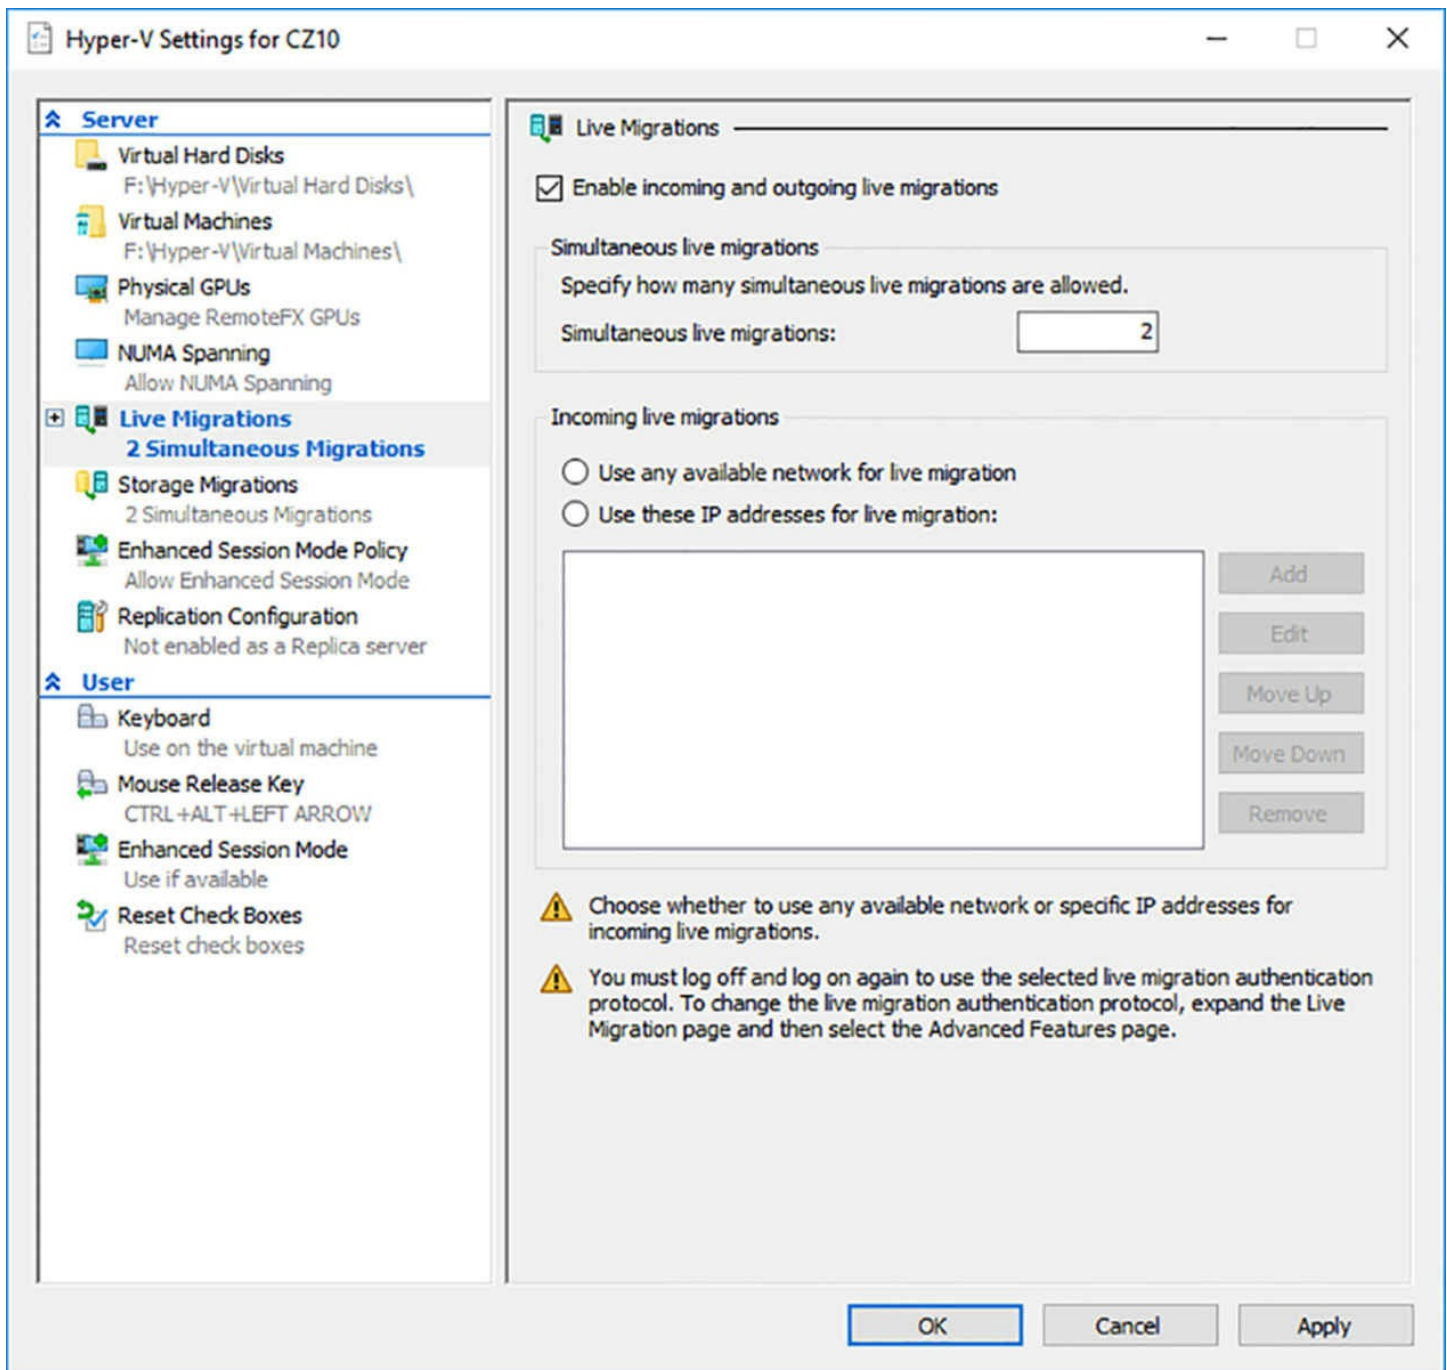 Hyper-V Settings for CZ10
Server
Virtual Hard Disks
F:\Hyper-V\Virtual Hard Disks\
Virtual Machines
F:\Hyper-V\Virtual Machines\
Physical GPUs
Manage RemoteFX GPUs
NUMA Spanning
Allow NUMA Spanning
Live Migrations
2 Simultaneous Migrations
Storage Migrations
2 Simultaneous Migrations
Enhanced Session Mode Policy
Allow Enhanced Session Mode
Replication Configuration
Not enabled as a Replica server
User
Keyboard
Use on the virtual machine
Mouse Release Key
CTRL+ALT+LEFT ARROW
Enhanced Session Mode
Use if available
Reset Check Boxes
Reset check boxes
Live Migrations
Enable incoming and outgoing live migrations
Simultaneous live migrations
Specify how many simultaneous live migrations are allowed.
Simultaneous live migrations: 2
Incoming live migrations
Use any available network for live migration
Use these IP addresses for live migration:
Add
Edit
Move Up
Move Down
Remove
Choose whether to use any available network or specific IP addresses for
incoming live migrations.
You must log off and log on again to use the selected live migration authentication
protocol. To change the live migration authentication protocol, expand the Live
Migration page and then select the Advanced Features page.
OK Cancel Apply